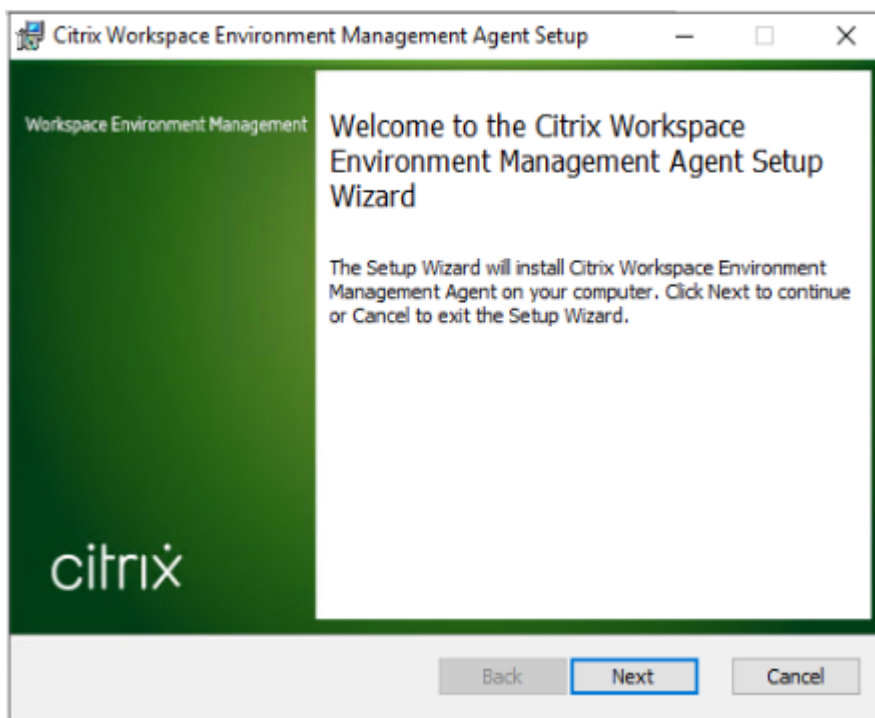 Citrix Workspace Environment Management Agent Setup
Workspace Environment Management
Welcome to the Citrix Workspace
Environment Management Agent Setup
Wizard
The Setup Wizard will install Citrix Workspace Environment
Management Agent on your computer. Click Next to continue
or Cancel to exit the Setup Wizard.
citrix
Back
Next
Cancel